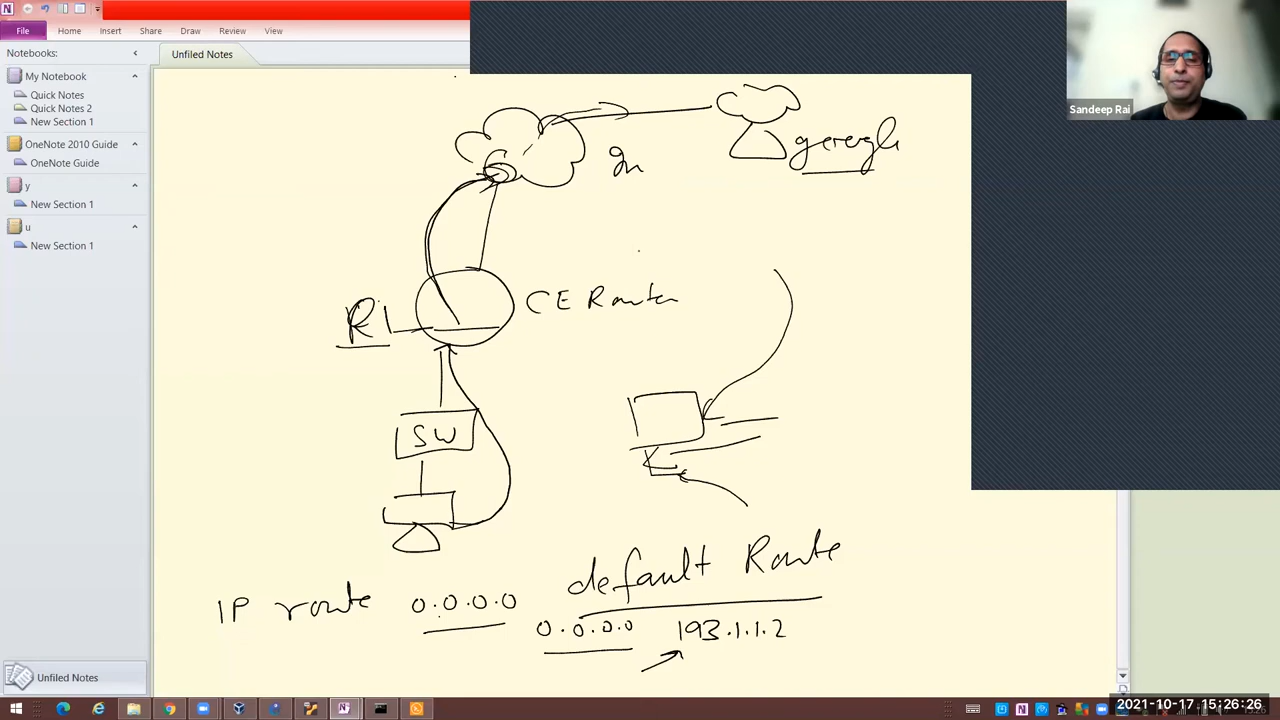 File
Home
Insert
Share
Draw
Review
View
Notebooks:
Unfiled Notes
My Notebook
Quick Notes
Quick Notes 2
New Section 1
OneNote 2010 Guide
OneNote Guide
y
New Section 1
u
New Section 1
Sandeep Rai
R1
CE Router
SW
default Route
IP route 0.0.0.0
0.0.0.0 193.1.1.2
Unfiled Notes
2021-10-17 15:26:26